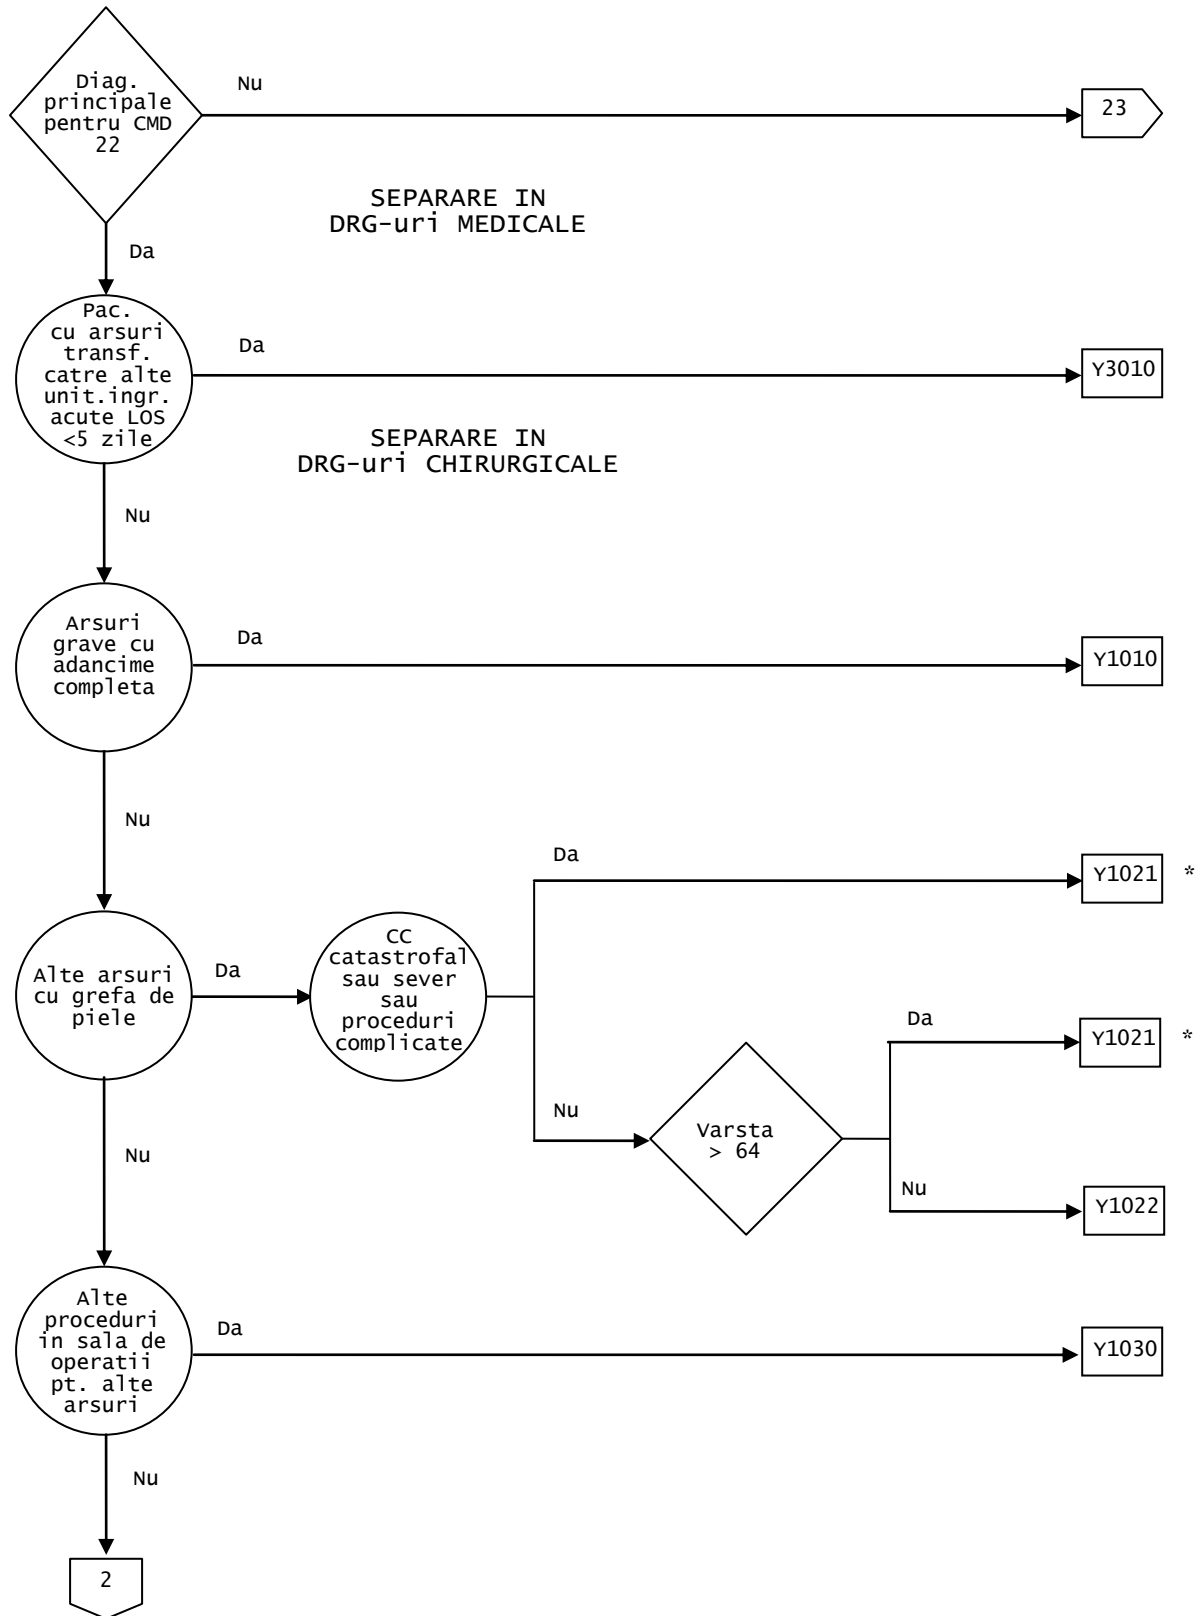 Diag.
principale
pentru CMD
22
Nu
23
SEPARARE IN
DRG-uri MEDICALE
Da
Pac.
cu arsuri
transf.
catre alte
unit.ingr.
acute LOS
<5 zile
Da
Y3010
SEPARARE IN
DRG-uri CHIRURGICALE
Nu
Arsuri
grave cu
adancime
completa
Da
Y1010
Nu
Da
Y1021 *
Alte arsuri
cu grefa de
piele
Da
CC
catastrofal
sau sever
sau
proceduri
complicate
Da
Y1021 *
Nu
Varsta
> 64
Nu
Nu
Y1022
Alte
proceduri
in sala de
operatii
pt. alte
arsuri
Da
Y1030
Nu
2